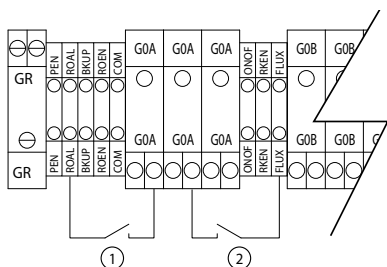 PEN ROAL BKUP ROEN COM G0A G0A G0A ONOF RKEN FLUX G0B G0B
GR
G0A G0A G0A G0B G0B
GR PEN ROAL BKUP ROEN COM ONOF RKEN FLUX
1 2